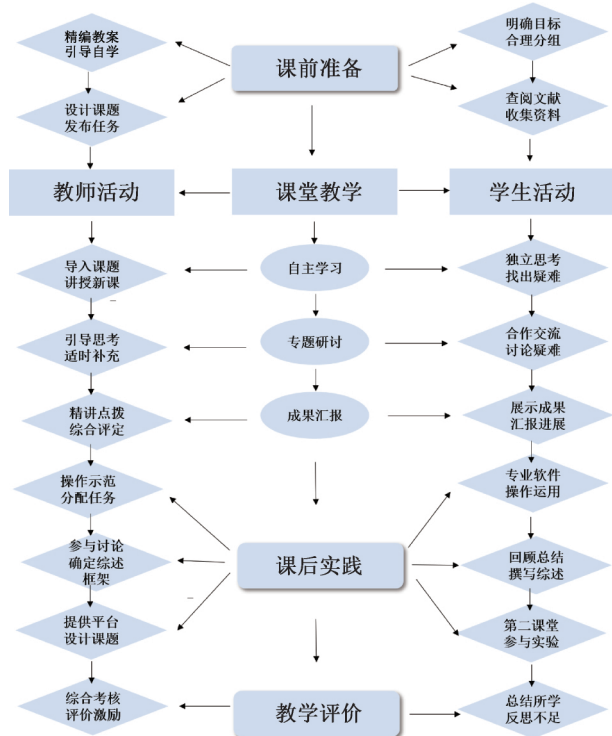 精编教案
引导自学
课前准备
明确目标
合理分组
设计课题
发布任务
查阅文献
收集资料
教师活动
课堂教学
学生活动
导入课题
讲授新课
自主学习
独立思考
找出疑难
引导思考
适时补充
专题研讨
合作交流
讨论疑难
精讲点拨
综合评定
成果汇报
展示成果
汇报进展
操作示范
分配任务
专业软件
操作运用
参与讨论
确定综述
框架
课后实践
回顾总结
撰写综述
提供平台
设计课题
第二课堂
参与实验
综合考核
评价激励
教学评价
总结所学
反思不足